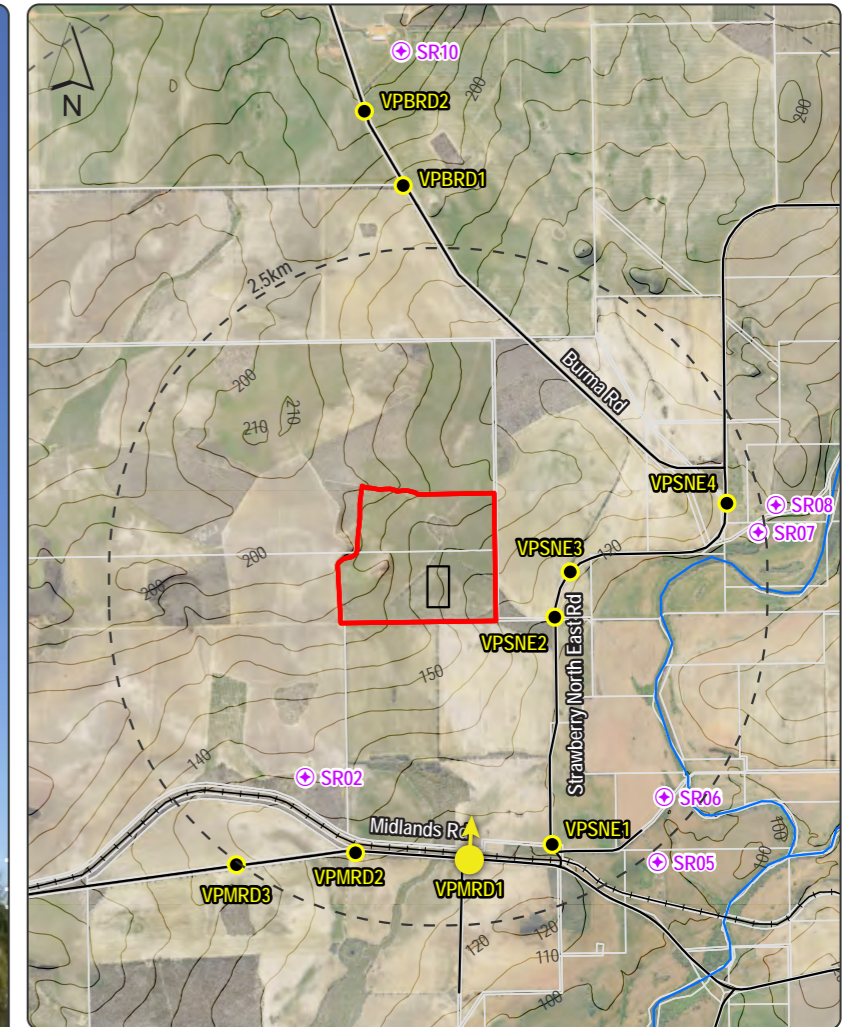 SR10
N
VPBRD2
200
200
VPBRD1
2.5km
Burma Rd
200
210
210
VPSNE4
SR08
SR07
VPSNE3
120
200
200
VPSNE2
Strawberry North East Rd
150
140
SR02
SR06
Midlands Rd
VPSNE1
100
100
SR05
VPMRD3
VPMRD2
VPMRD1
120
120
110
100